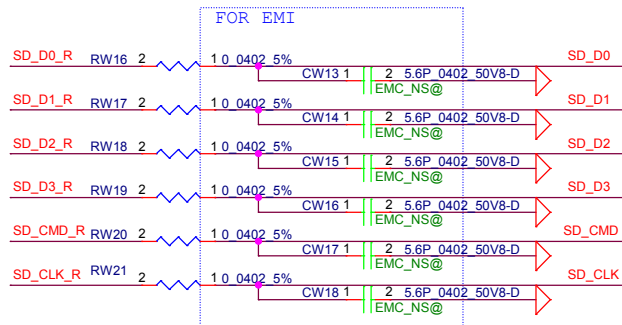 FOR EMI
SD_D0_R RW16 2 1 0_0402_5% SD_D0
CW13 1 2 5.6P_0402_50V8-D
EMC_NS@
SD_D1_R RW17 2 1 0_0402_5% SD_D1
CW14 1 2 5.6P_0402_50V8-D
EMC_NS@
SD_D2_R RW18 2 1 0_0402_5% SD_D2
CW15 1 2 5.6P_0402_50V8-D
EMC_NS@
SD_D3_R RW19 2 1 0_0402_5% SD_D3
CW16 1 2 5.6P_0402_50V8-D
EMC_NS@
SD_CMD_R RW20 2 1 0_0402_5% SD_CMD
CW17 1 2 5.6P_0402_50V8-D
EMC_NS@
SD_CLK_R RW21 2 1 0_0402_5% SD_CLK
CW18 1 2 5.6P_0402_50V8-D
EMC_NS@